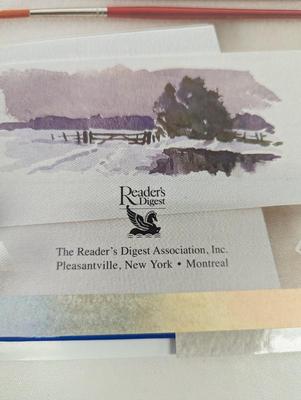 Reader's
Digest
The Reader's Digest Association, Inc.
Pleasantville, New York • Montreal